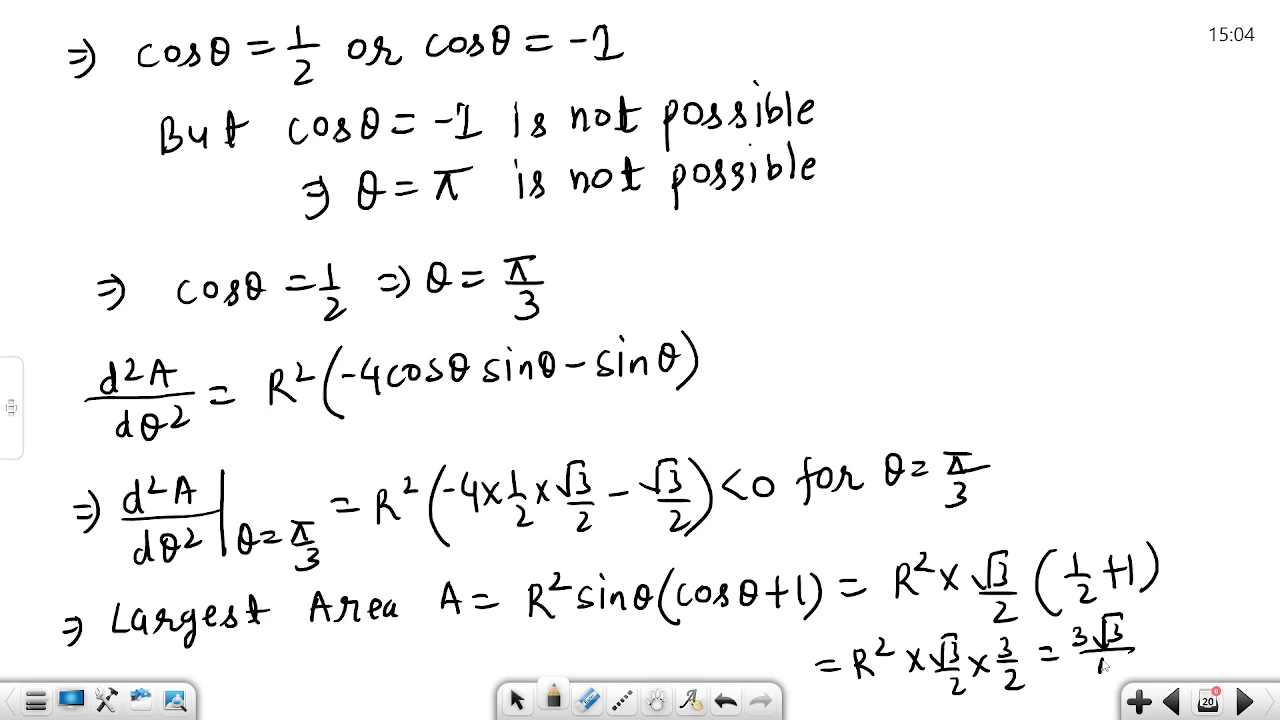 15:04
⇒ cosθ = 1/2 or cosθ = -1
But cosθ = -1 is not possible
⇒ θ = π is not possible
⇒ cosθ = 1/2 ⇒ θ = π/3
d²A/dθ² = R²(-4cosθ sinθ - sinθ)
⇒ d²A/dθ² |θ=π/3 = R²(-4×1/2×√3/2 - √3/2) <0 for θ = π/3
⇒ Largest Area A = R² sinθ(cosθ+1) = R² × √3/2 (1/2+1)
= R² × √3/2 × 3/2 = 3√3/
20